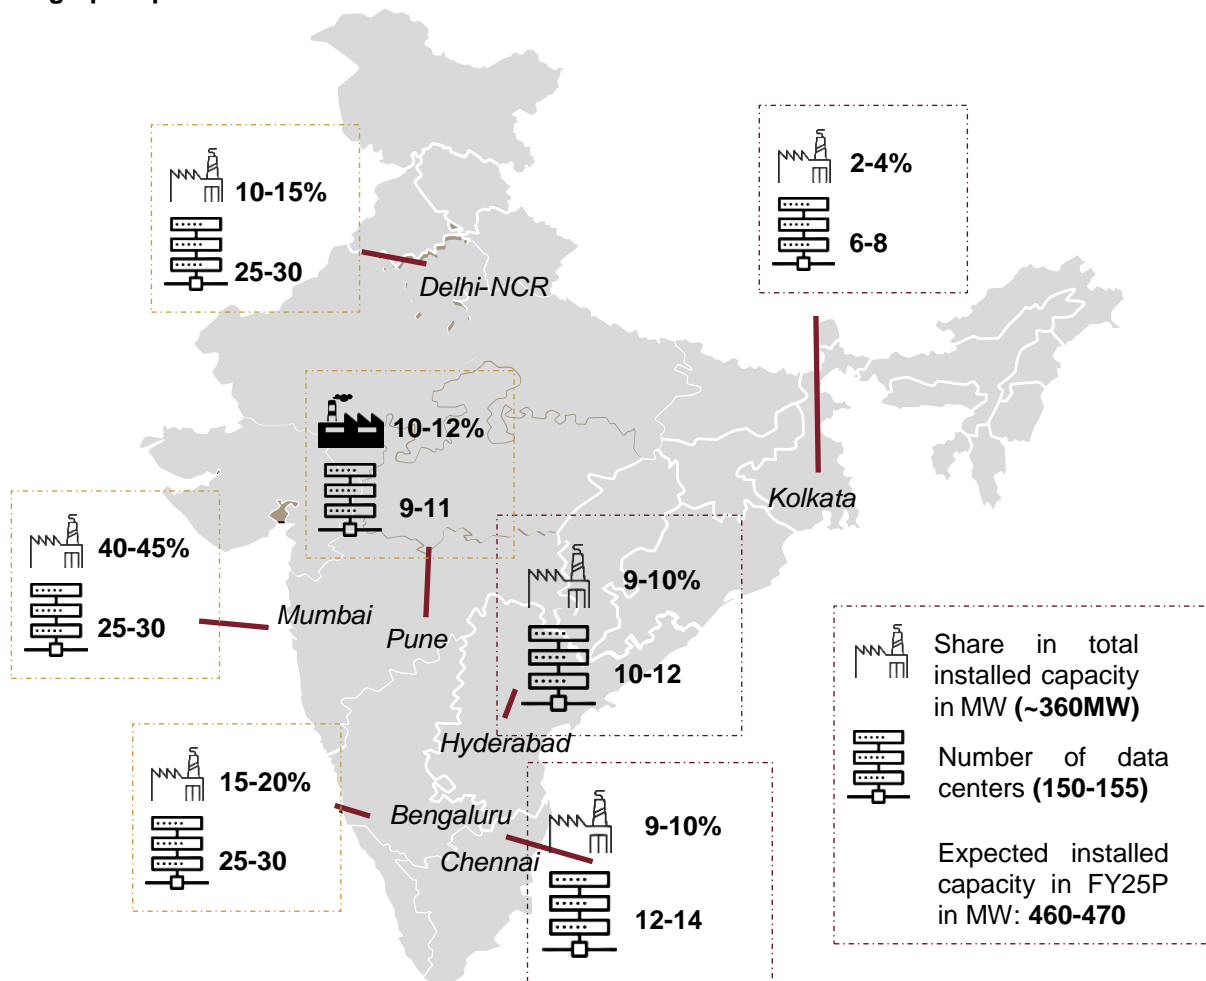 10-15%
25-30
Delhi-NCR
2-4%
6-8
Kolkata
10-12%
9-11
Pune
40-45%
25-30
Mumbai
9-10%
10-12
Hyderabad
15-20%
25-30
Bengaluru
9-10%
12-14
Chennai
Share in total
installed capacity
in MW (~360MW)
Number of data
centers (150-155)
Expected installed
capacity in FY25P
in MW: 460-470